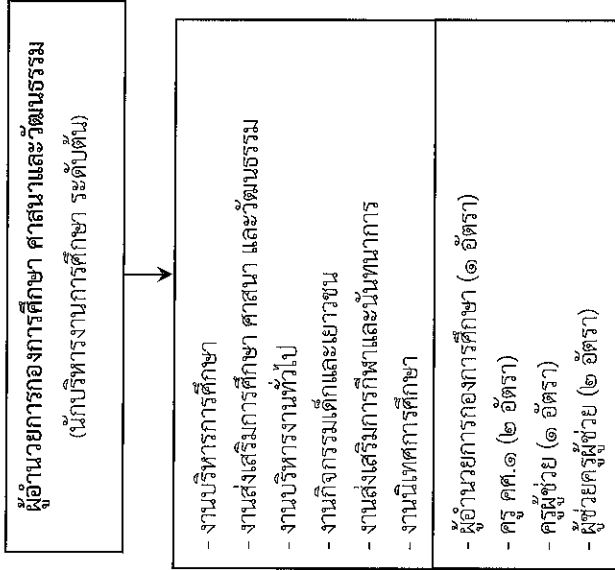 ผู้อำนวยการกองการศึกษา ศาสนาและวัฒนธรรม
(นักบริหารงานการศึกษา ระดับต้น)
- งานบริหารการศึกษา
- งานส่งเสริมการศึกษา ศาสนา และวัฒนธรรม
- งานบริหารงานทั่วไป
- งานกิจกรรมเด็กและเยาวชน
- งานส่งเสริมการกีฬาและนันทนาการ
- งานนิเทศการศึกษา
- ผู้อำนวยการกองการศึกษา (๑ อัตรา)
- ครู คศ.๑ (๒ อัตรา)
- ครูผู้ช่วย (๑ อัตรา)
- ผู้ช่วยครูผู้ช่วย (๒ อัตรา)